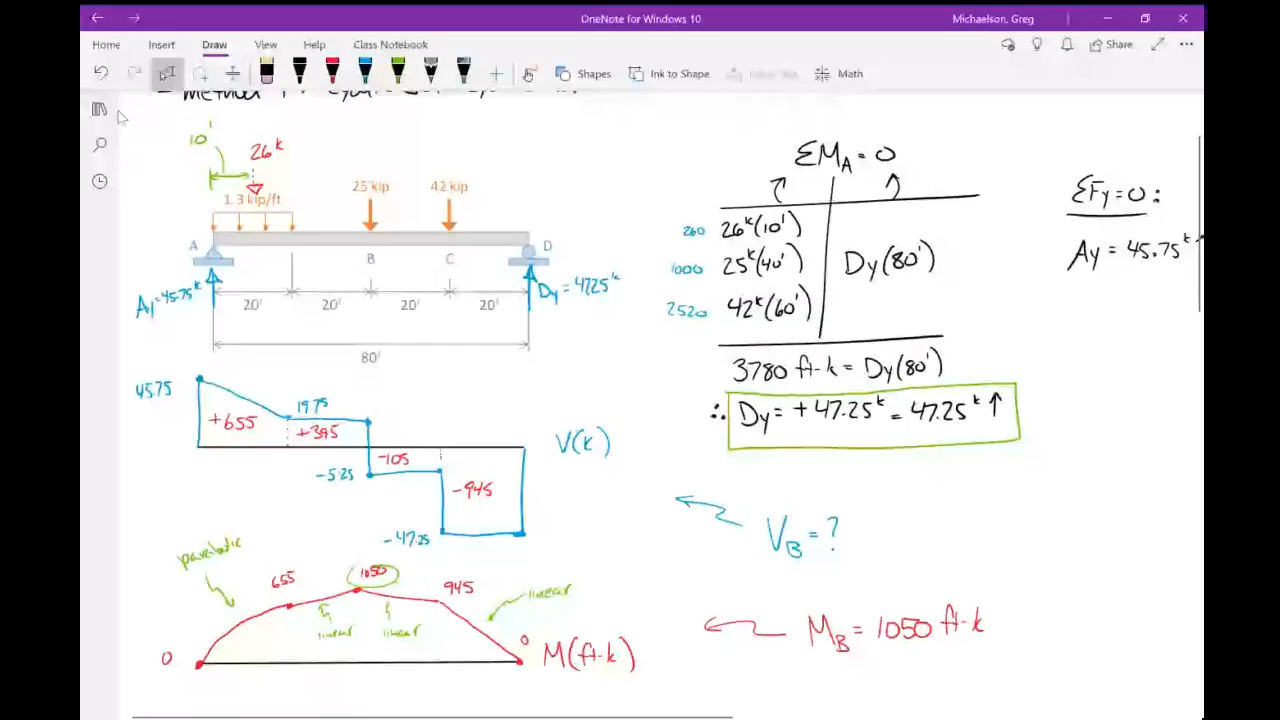 OneNote for Windows 10
Michaelson, Greg
Home Insert Draw View Help Class Notebook
Share
Shapes
Ink to Shape
Math
10'
26k
1.3 kip/ft
25 kip
42 kip
A
B
C
D
Ay=45.75k
Dy = 47.25k
20'
20'
20'
20'
80'
45.75
+655
19.75
+395
-5.25
-105
-945
-47.25
V(k)
parabolic
655
1050
945
linear
linear
linear
0
0
M(ft-k)
ΣMA = 0
260 26k(10')
1000 25k(40')
2520 42k(60')
Dy(80')
3780 ft-k = Dy(80')
∴ Dy = +47.25k = 47.25k ↑
VB = ?
MB = 1050 ft-k
ΣFy=0:
Ay = 45.75k